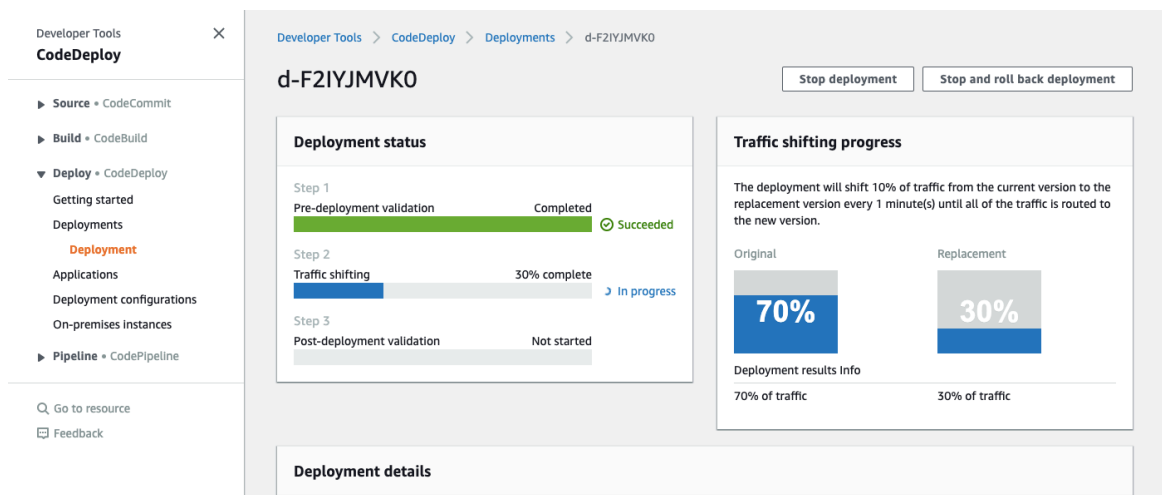 Developer Tools
CodeDeploy
Source • CodeCommit
Build • CodeBuild
Deploy • CodeDeploy
Getting started
Deployments
Deployment
Applications
Deployment configurations
On-premises instances
Pipeline • CodePipeline
Go to resource
Feedback
Developer Tools > CodeDeploy > Deployments > d-F2IYJMVK0
d-F2IYJMVK0
Stop deployment
Stop and roll back deployment
Deployment status
Step 1
Pre-deployment validation Completed
Succeeded
Step 2
Traffic shifting 30% complete
In progress
Step 3
Post-deployment validation Not started
Traffic shifting progress
The deployment will shift 10% of traffic from the current version to the
replacement version every 1 minute(s) until all of the traffic is routed to
the new version.
Original Replacement
70% 30%
Deployment results Info
70% of traffic 30% of traffic
Deployment details